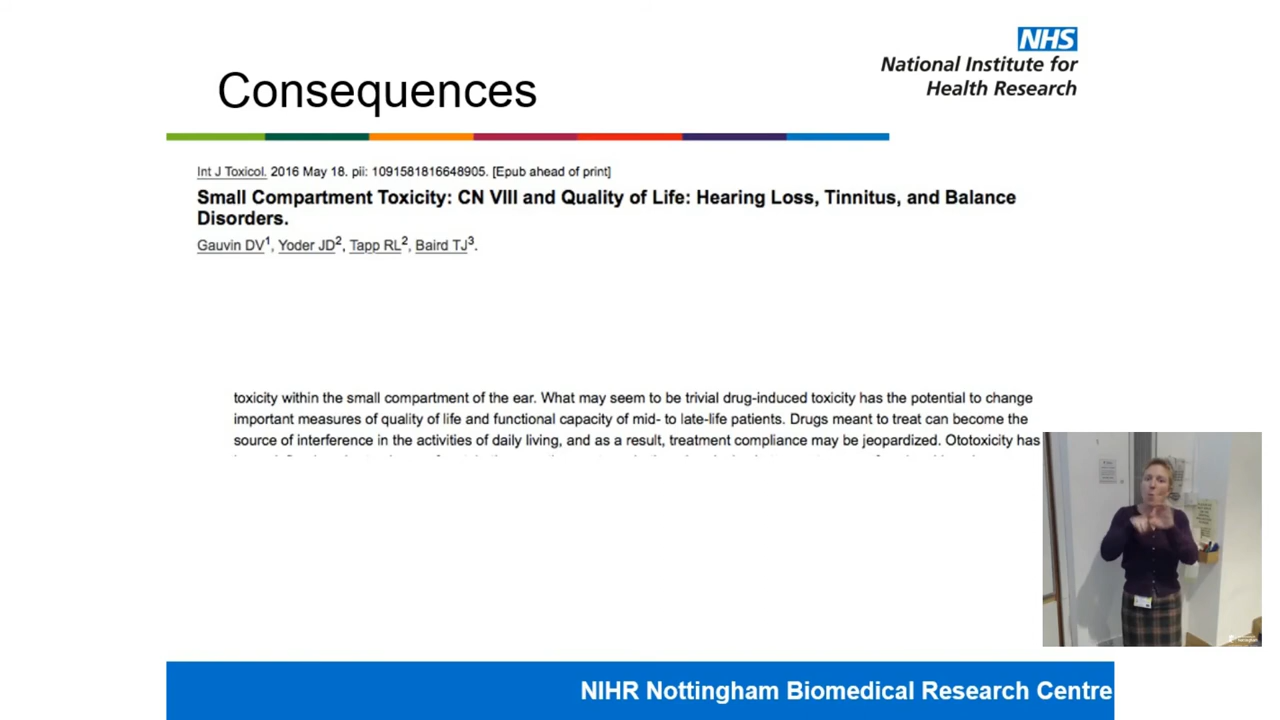 Consequences
NHS
National Institute for
Health Research
Int J Toxicol. 2016 May 18. pii: 1091581816648905. [Epub ahead of print]
Small Compartment Toxicity: CN VIII and Quality of Life: Hearing Loss, Tinnitus, and Balance
Disorders.
Gauvin DV1, Yoder JD2, Tapp RL2, Baird TJ3.
toxicity within the small compartment of the ear. What may seem to be trivial drug-induced toxicity has the potential to change
important measures of quality of life and functional capacity of mid- to late-life patients. Drugs meant to treat can become the
source of interference in the activities of daily living, and as a result, treatment compliance may be jeopardized. Ototoxicity has
NIHR Nottingham Biomedical Research Centre